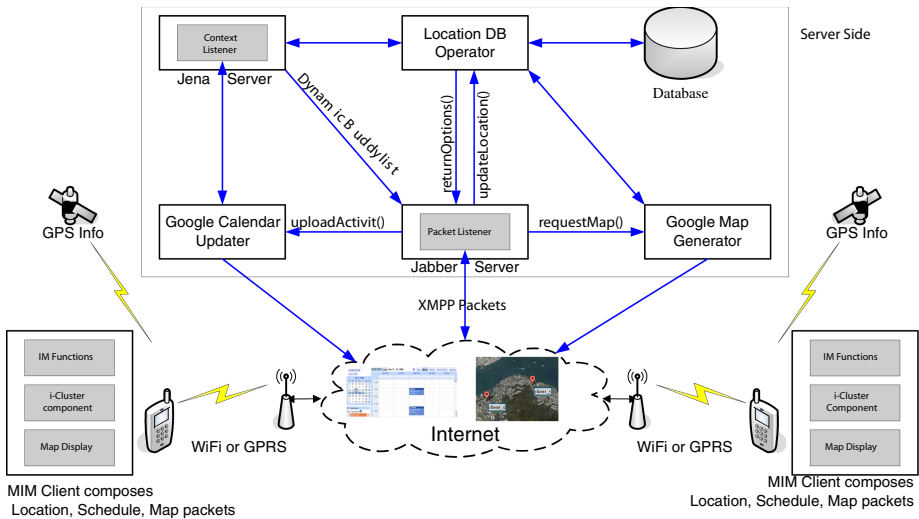 Server Side
Context
Listener
Jena Server
Location DB
Operator
Database
Dynam icB uddylist
returnOptions()
updateLocation()
Google Calendar
Updater
uploadActivit()
Packet Listener
Jabber Server
requestMap()
Google Map
Generator
GPS Info
GPS Info
XMPP Packets
IM Functions
i-Cluster
component
Map Display
WiFi or GPRS
Internet
WiFi or GPRS
IM Functions
i-Cluster
Component
Map Display
MIM Client composes
Location, Schedule, Map packets
MIM Client composes
Location, Schedule, Map packets